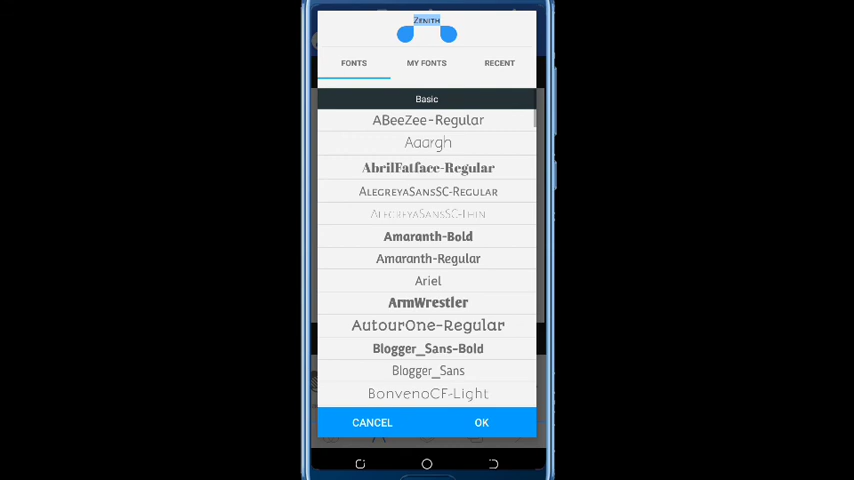 Zenith
FONTS MY FONTS RECENT
Basic
ABeeZee-Regular
Aaargh
AbrilFatface-Regular
AlegreyaSansSC-Regular
AlegreyaSansSC-Thin
Amaranth-Bold
Amaranth-Regular
Ariel
ArmWrestler
AutourOne-Regular
Blogger_Sans-Bold
Blogger_Sans
BonvenoCF-Light
CANCEL OK